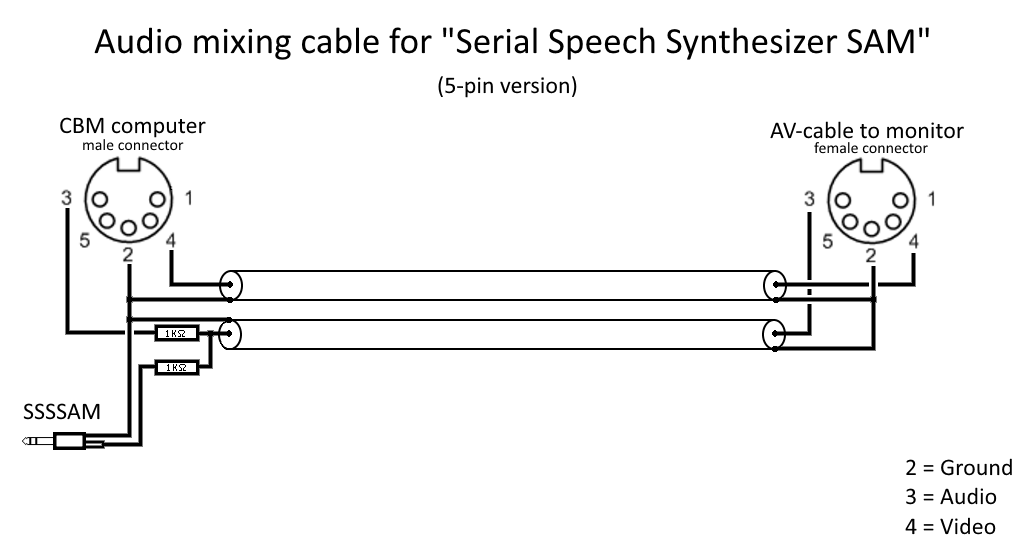 Audio mixing cable for "Serial Speech Synthesizer SAM"
(5-pin version)
CBM computer
male connector
AV-cable to monitor
female connector
3
1
5
4
2
3
1
5
4
2
1KΩ
1KΩ
SSSSAM
2 = Ground
3 = Audio
4 = Video